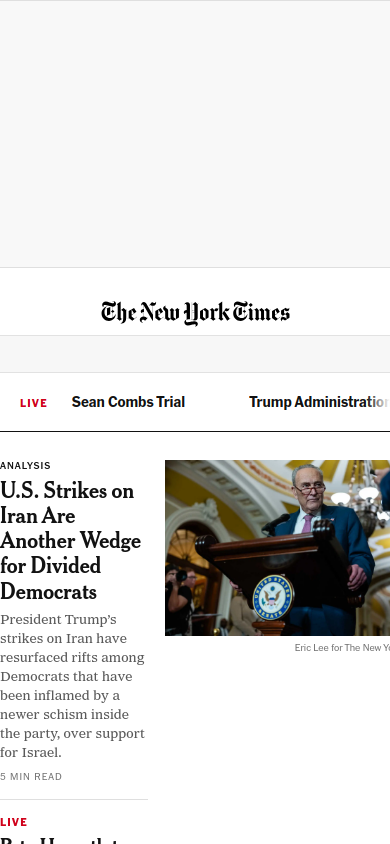 The New York Times
LIVE Sean Combs Trial Trump Administratio
ANALYSIS
U.S. Strikes on
Iran Are
Another Wedge
for Divided
Democrats
President Trump’s
strikes on Iran have
resurfaced rifts among
Democrats that have
been inflamed by a
newer schism inside
the party, over support
for Israel.
5 MIN READ
Eric Lee for The New Yo
LIVE